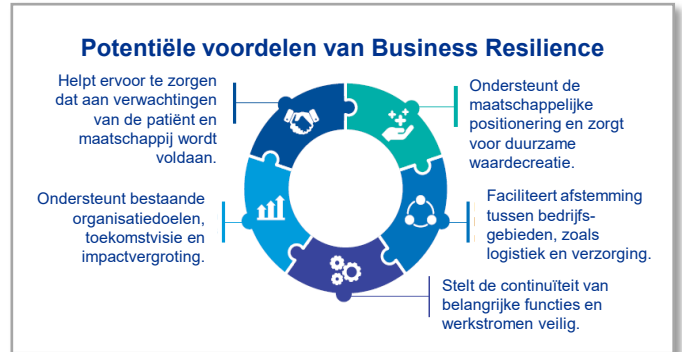 Potentiële voordelen van Business Resilience
Helpt ervoor te zorgen
dat aan verwachtingen
van de patiënt en
maatschappij wordt
voldaan.
Ondersteunt de
maatschappelijke
positionering en zorgt
voor duurzame
waardecreatie.
Ondersteunt bestaande
organisatiedoelen,
toekomstvisie en
impactvergroting.
Faciliteert afstemming
tussen bedrijfs-
gebieden, zoals
logistiek en verzorging.
Stelt de continuïteit van
belangrijke functies en
werkstromen veilig.